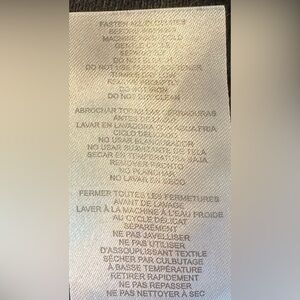 FASTEN ALL CLOSURES
BEFORE WASHING
MACHINE WASH COLD
GENTLE CYCLE
SEPARATELY
DO NOT BLEACH
DO NOT USE FABRIC SOFTENER
TUMBLE DRY LOW
REMOVE PROMPTLY
DO NOT IRON
DO NOT DRY CLEAN
ABROCHAR TODAS LAS CERRADURAS
ANTES DE LAVAR
LAVAR EN LAVADORA CON AGUA FRIA
CICLO DELICADO
NO USAR BLANQUEADOR
NO USAR SUAVIZANTE DE TELA
SECAR EN TEMPERATURA BAJA
REMOVER PRONTO
NO PLANCHAR
NO LAVAR EN SECO
FERMER TOUTES LES FERMETURES
AVANT DE LAVAGE
LAVER À LA MACHINE À L'EAU FROIDE
AU CYCLE DÉLICAT
SÉPARÉMENT
NE PAS JAVELLISER
NE PAS UTILISER
D'ASSOUPLISSANT TEXTILE
SÉCHER PAR CULBUTAGE
À BASSE TEMPÉRATURE
RETIRER RAPIDEMENT
NE PAS REPASSER
NE PAS NETTOYER À SEC